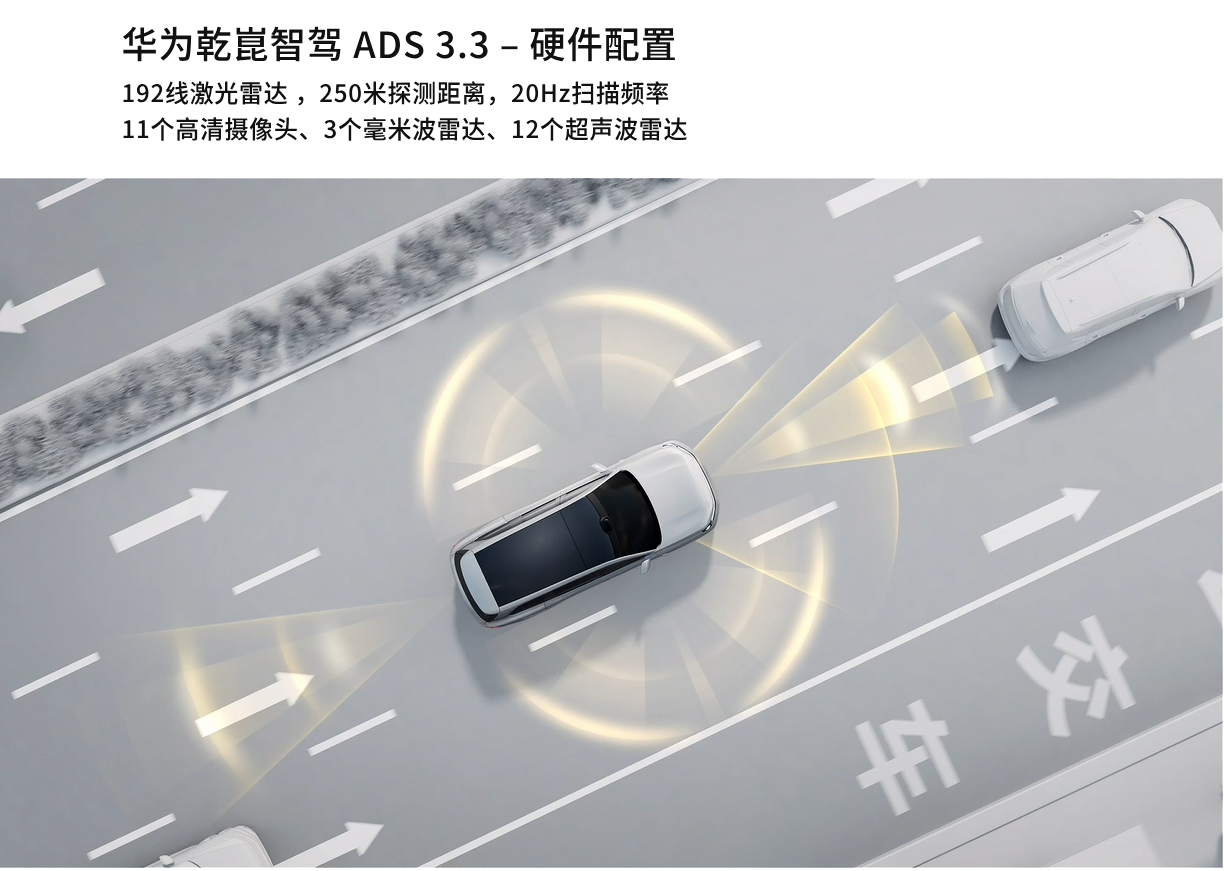 华为乾崑智驾 ADS 3.3 – 硬件配置
192线激光雷达 ，250米探测距离，20Hz扫描频率
11个高清摄像头、3个毫米波雷达、12个超声波雷达
交
车